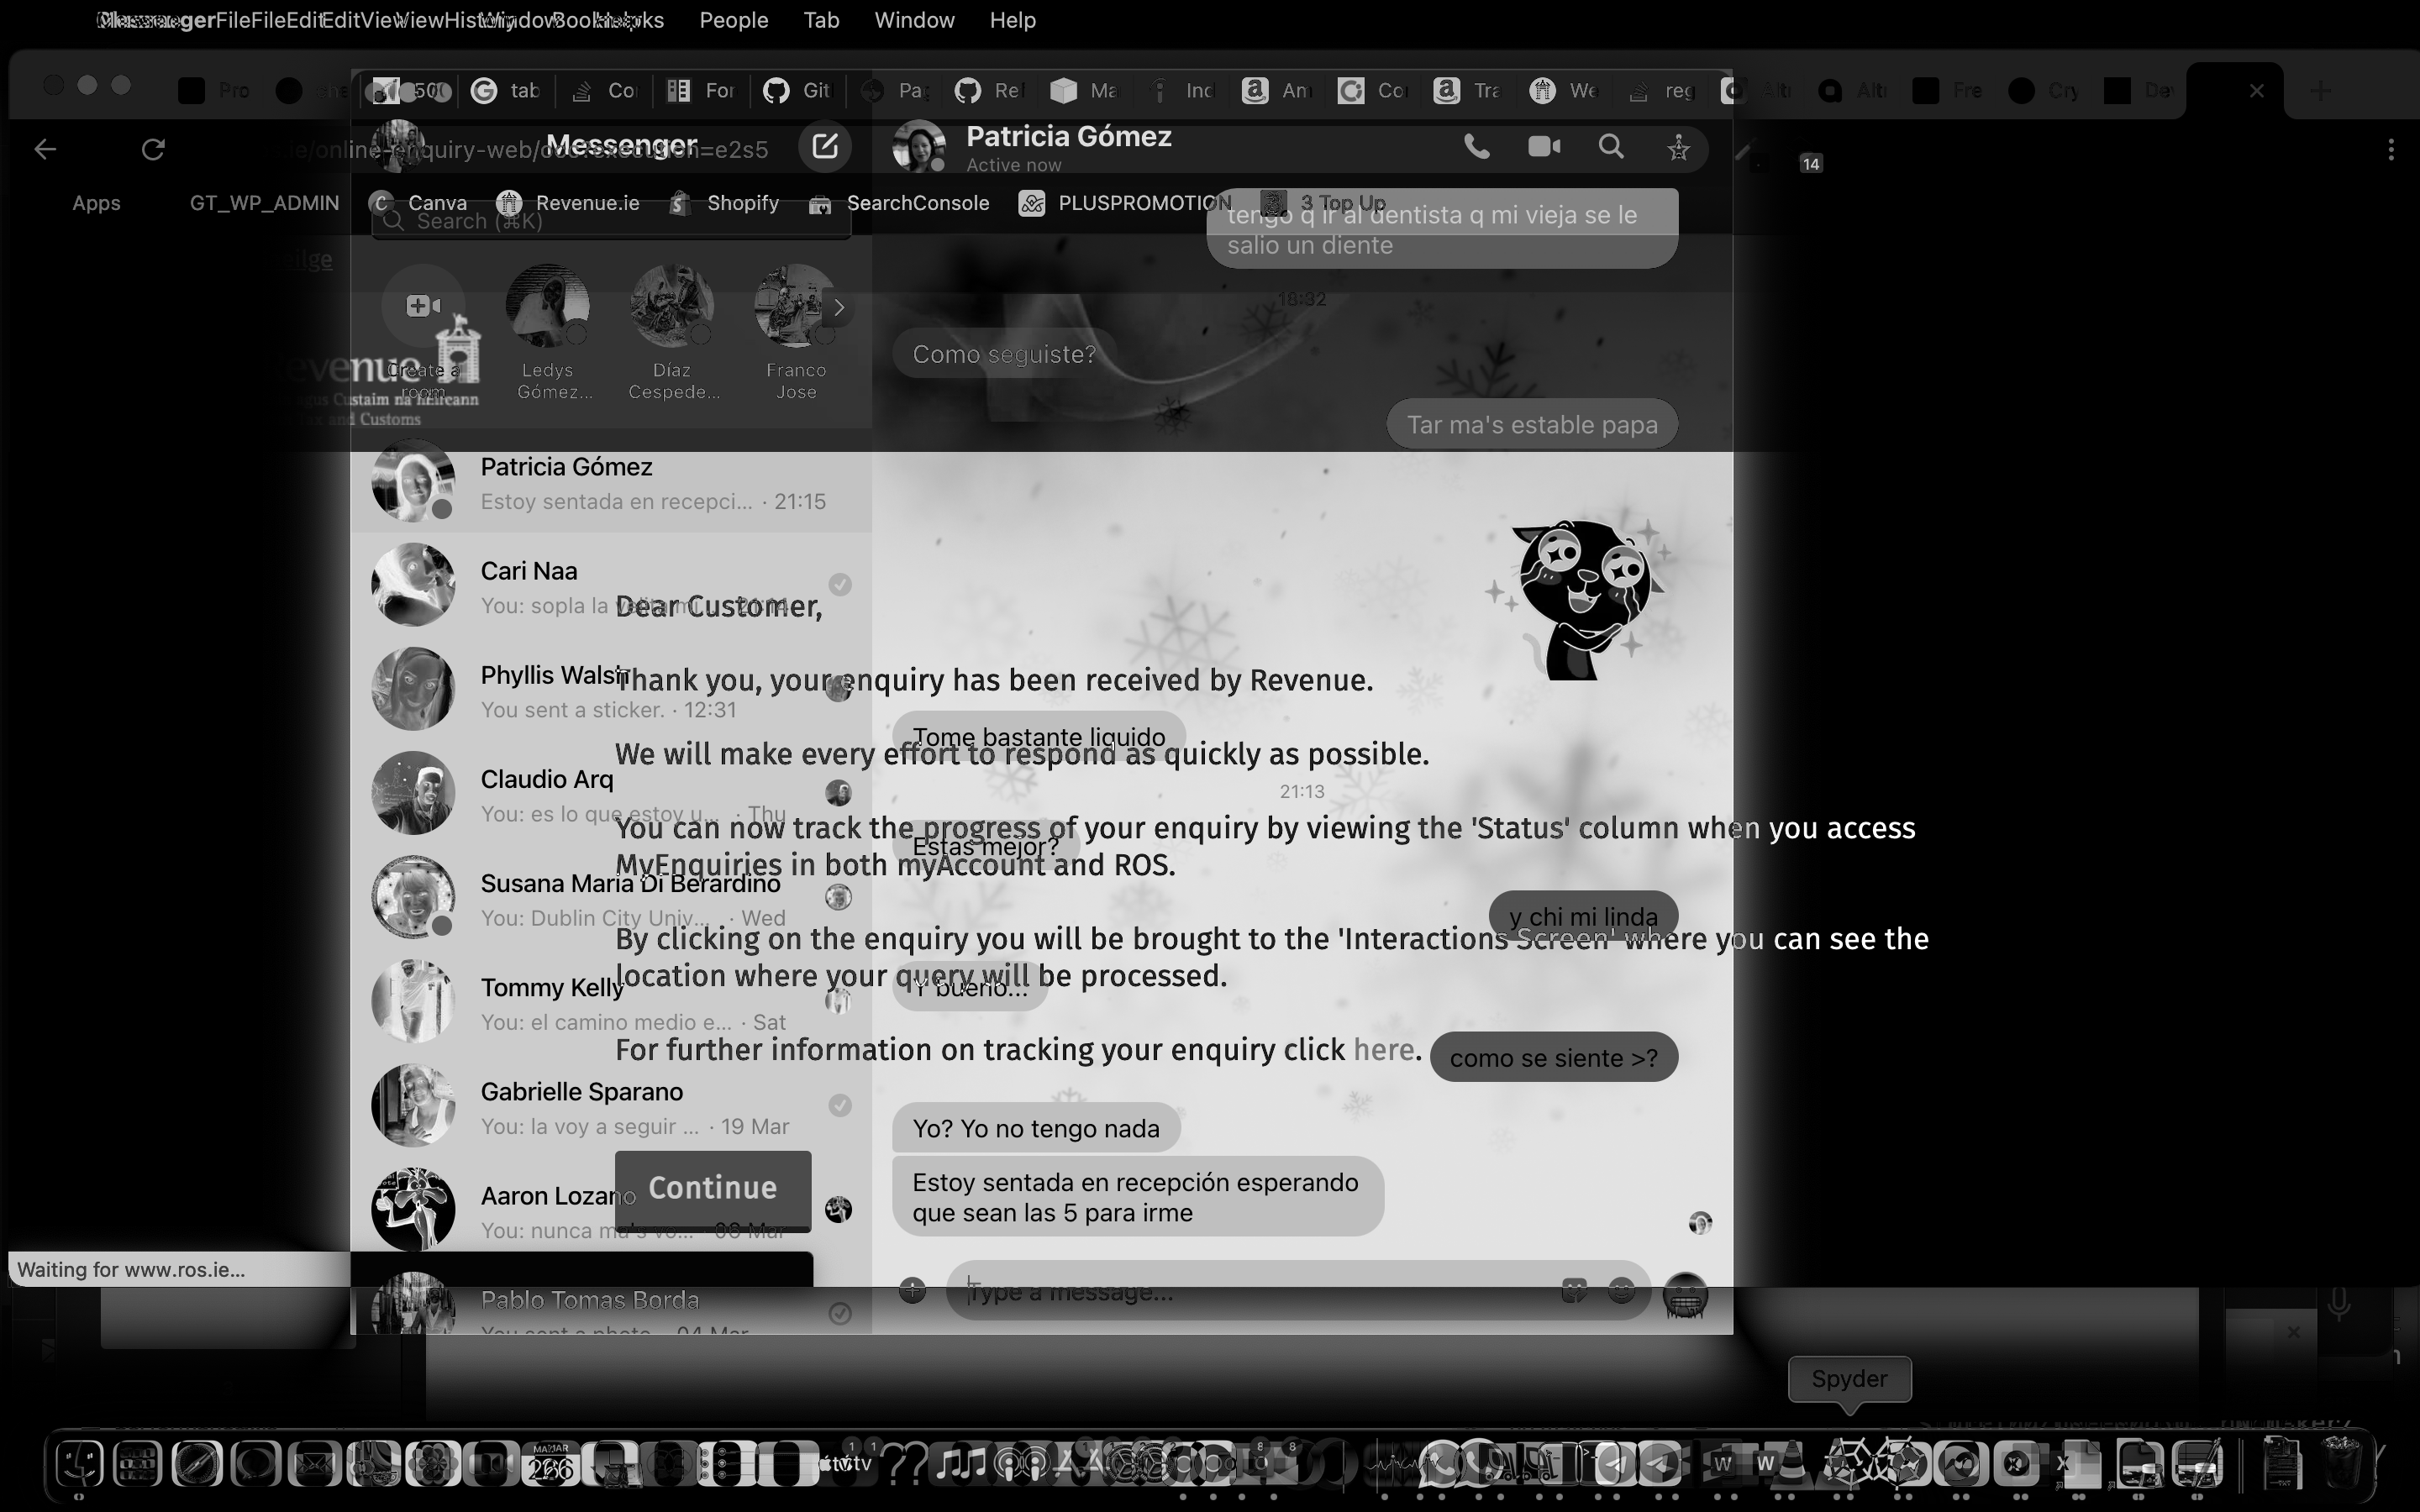 People Tab Window Help
tab Git
ie/online-enquiry-web/ execution=e2s5
Messenger
Patricia Gómez
Active now
14
Apps GT_WP_ADMIN Canva Revenue.ie Shopify SearchConsole PLUSPROMOTION 3 Top Up
Search (⌘K)
tengo q ir al dentista q mi vieja se le
salio un diente
18:32
Create a
room
Ledys
Gómez...
Díaz
Cespede...
Franco
Jose
Como seguiste?
Tar ma's estable papa
and Customs
Patricia Gómez
Estoy sentada en recepci... · 21:15
Cari Naa
You: sopla la
Dear Customer,
Phyllis Walsh
You sent a sticker. · 12:31
Thank you, your enquiry has been received by Revenue.
Tome bastante liquido
We will make every effort to respond as quickly as possible.
Claudio Arq
You: es lo que estoy u... · Thu
21:13
You can now track the progress of your enquiry by viewing the 'Status' column when you access
Estas mejor?
MyEnquiries in both myAccount and ROS.
Susana Maria Di Berardino
You: Dublin City Univ... · Wed
y chi mi linda
By clicking on the enquiry you will be brought to the 'Interactions Screen' where you can see the
location where your query will be processed.
Y bueno...
Tommy Kelly
You: el camino medio e... · Sat
For further information on tracking your enquiry click here.
como se siente >?
Gabrielle Sparano
You: la voy a seguir ... · 19 Mar
Yo? Yo no tengo nada
Estoy sentada en recepción esperando
que sean las 5 para irme
Continue
Aaron Lozano
You: nunca ma's vo... · 06 Mar
Waiting for www.ros.ie...
Pablo Tomas Borda
You sent a photo. · 04 Mar
Type a message...
Spyder